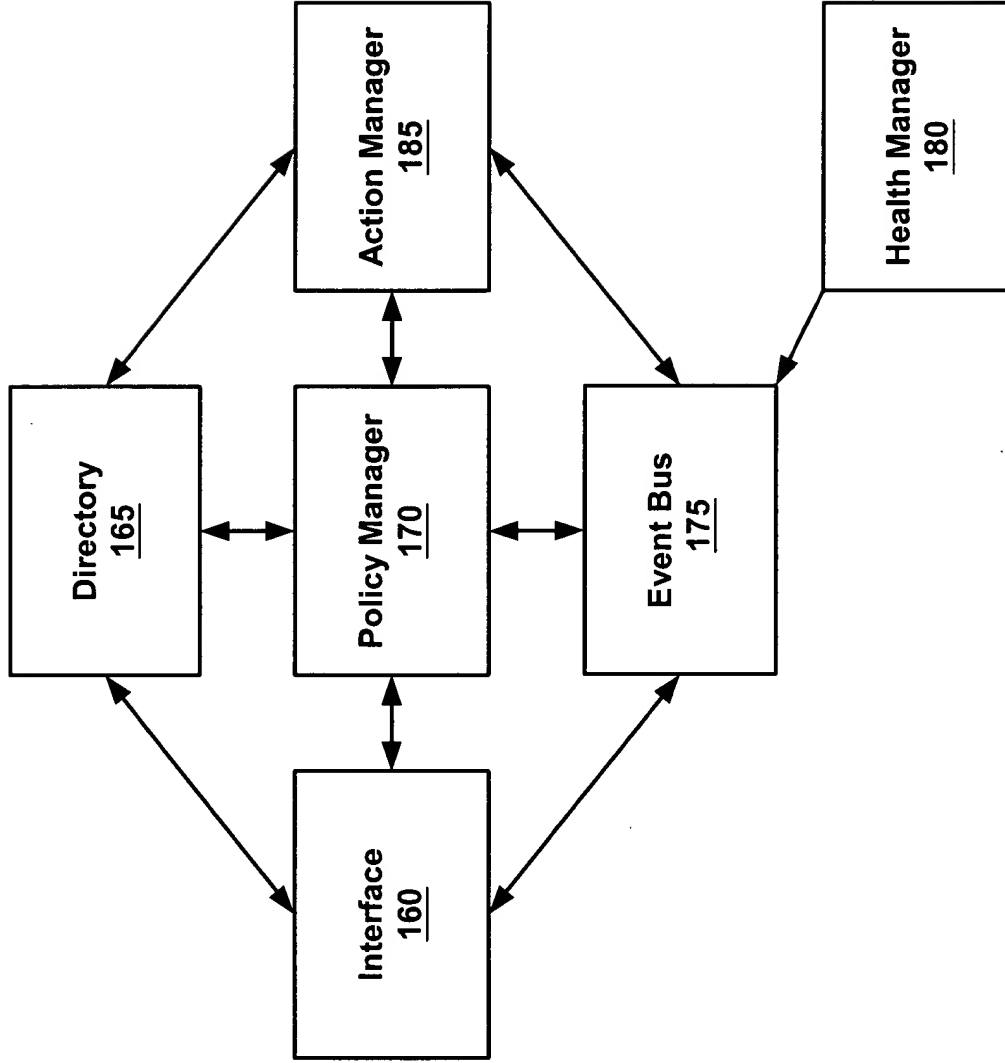 Directory
165
Action Manager
185
Policy Manager
170
Interface
160
Event Bus
175
Health Manager
180